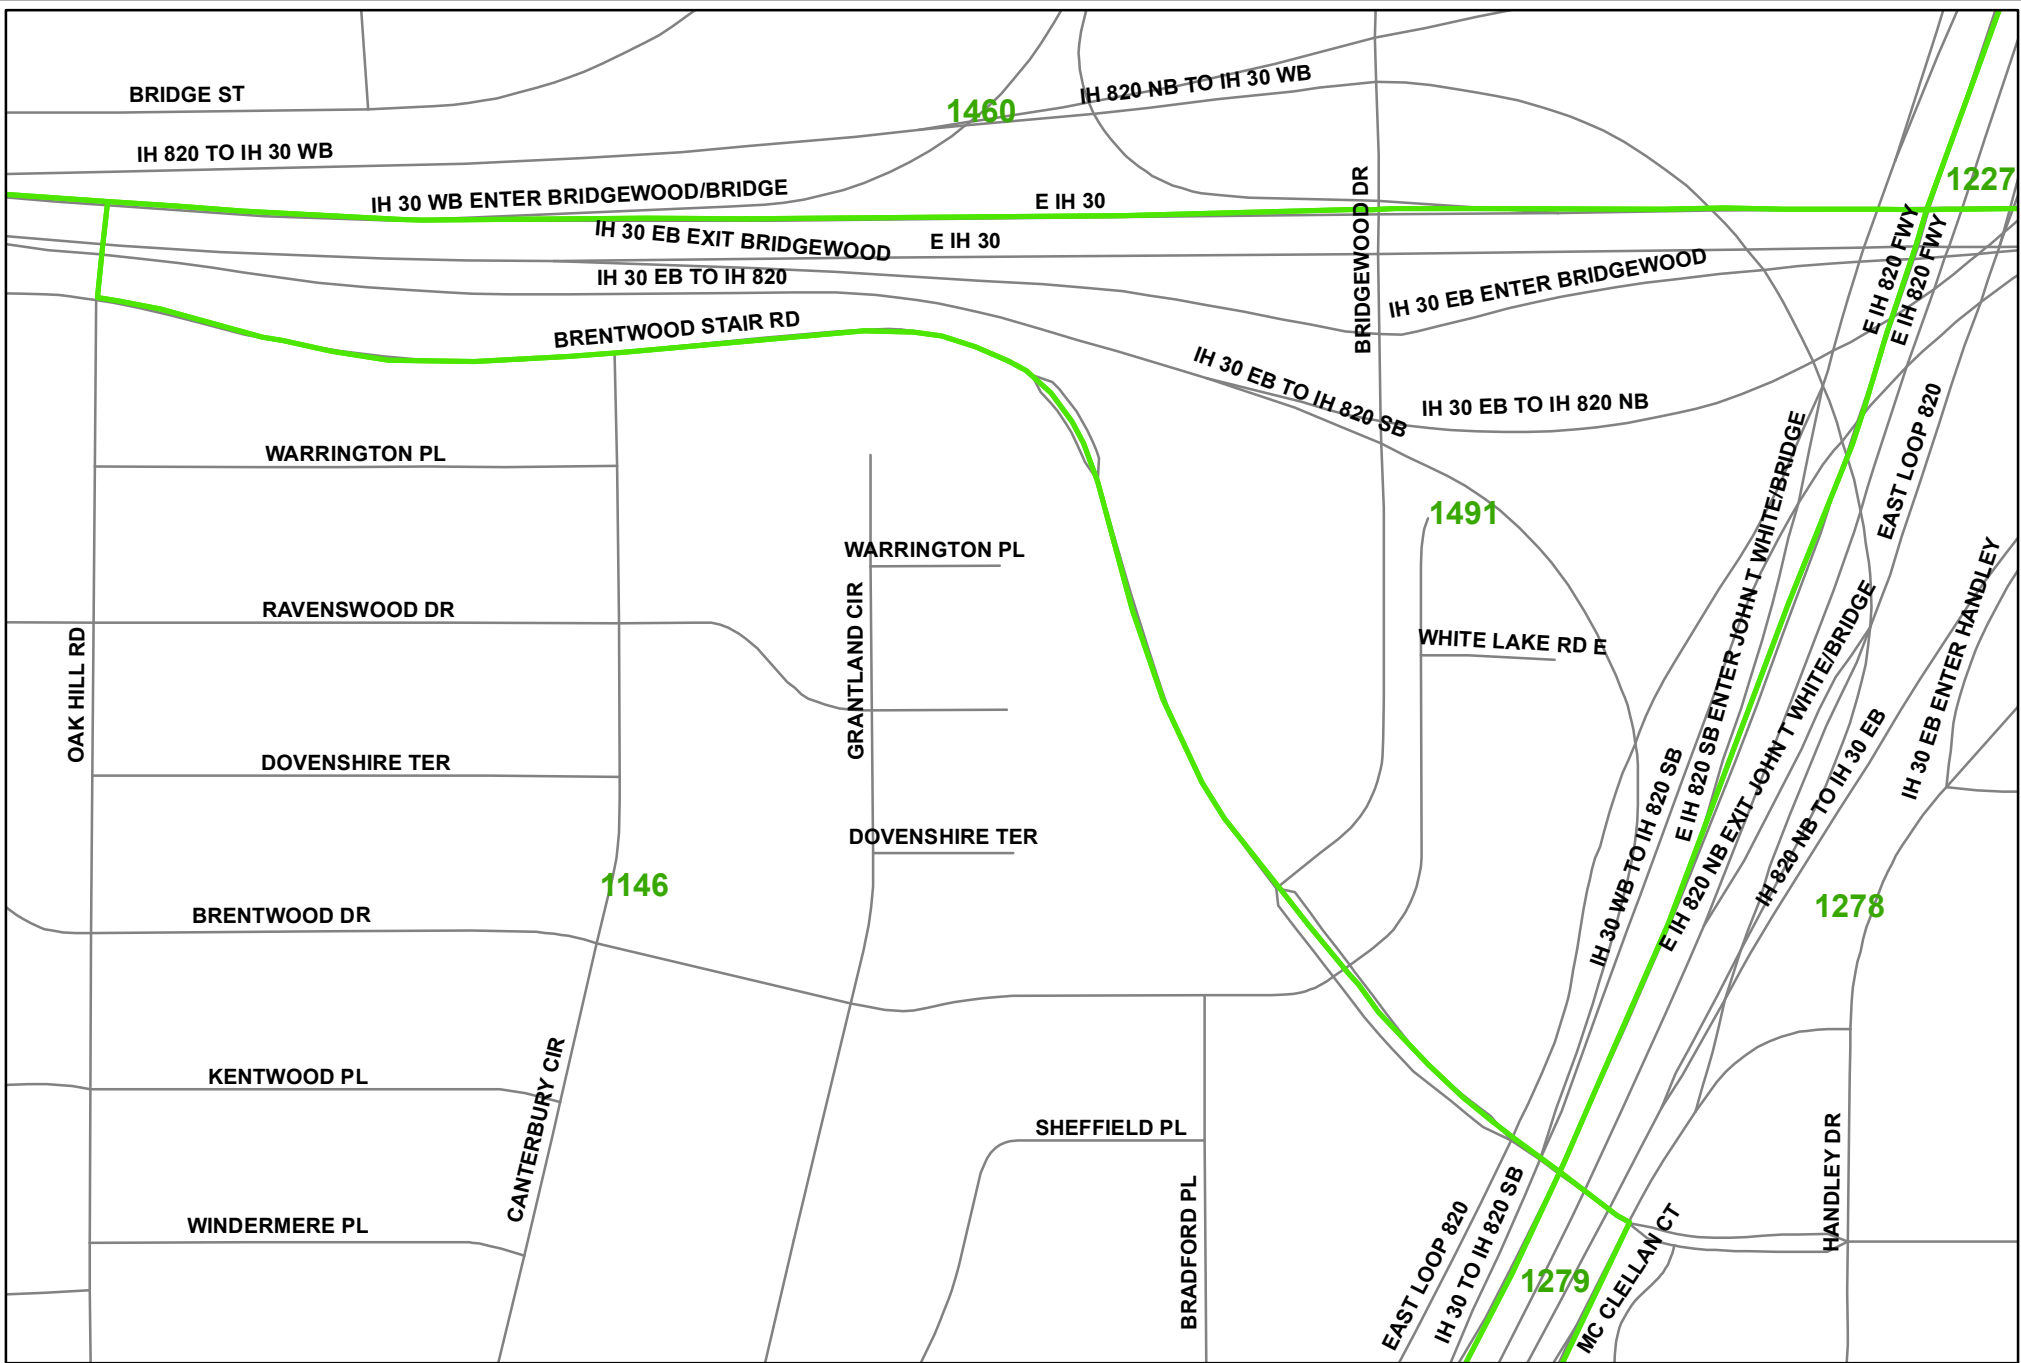 BRIDGE ST
IH 820 NB TO IH 30 WB
1460
IH 820 TO IH 30 WB
IH 30 WB ENTER BRIDGEWOOD/BRIDGE
E IH 30
1227
IH 30 EB EXIT BRIDGEWOOD
E IH 30
BRIDGEWOOD DR
E IH 820 FWY
E IH 820 FWY
IH 30 EB TO IH 820
IH 30 EB ENTER BRIDGEWOOD
BRENTWOOD STAIR RD
IH 30 EB TO IH 820 SB
IH 30 EB TO IH 820 NB
EAST LOOP 820
WARRINGTON PL
1491
WARRINGTON PL
E IH 820 SB ENTER JOHN T WHITE/BRIDGE
RAVENSWOOD DR
GRANTLAND CIR
WHITE LAKE RD E
IH 30 EB ENTER HANDLEY
OAK HILL RD
E IH 820 NB EXIT JOHN T WHITE/BRIDGE
DOVENSHIRE TER
IH 30 WB TO IH 820 SB
IH 820 NB TO IH 30 EB
DOVENSHIRE TER
1146
1278
BRENTWOOD DR
KENTWOOD PL
CANTERBURY CIR
SHEFFIELD PL
HANDLEY DR
WINDERMERE PL
BRADFORD PL
EAST LOOP 820
IH 30 TO IH 820 SB
1279
MC CLELLAN CT